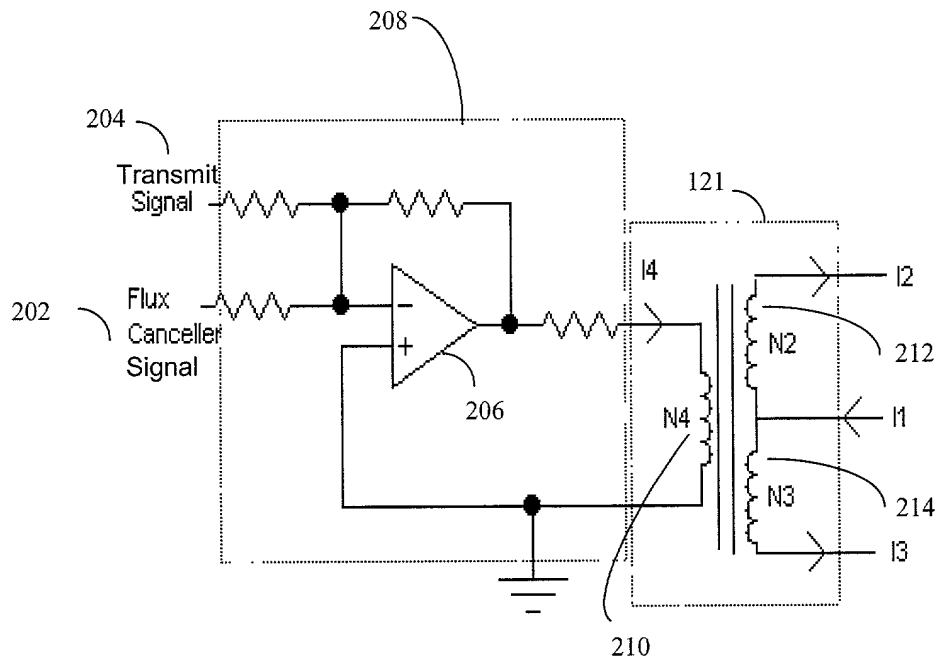 208
204
Transmit
Signal
121
I4
I2
Flux
202
Canceller
Signal
−
+
N2
212
206
N4
I1
N3
214
I3
210